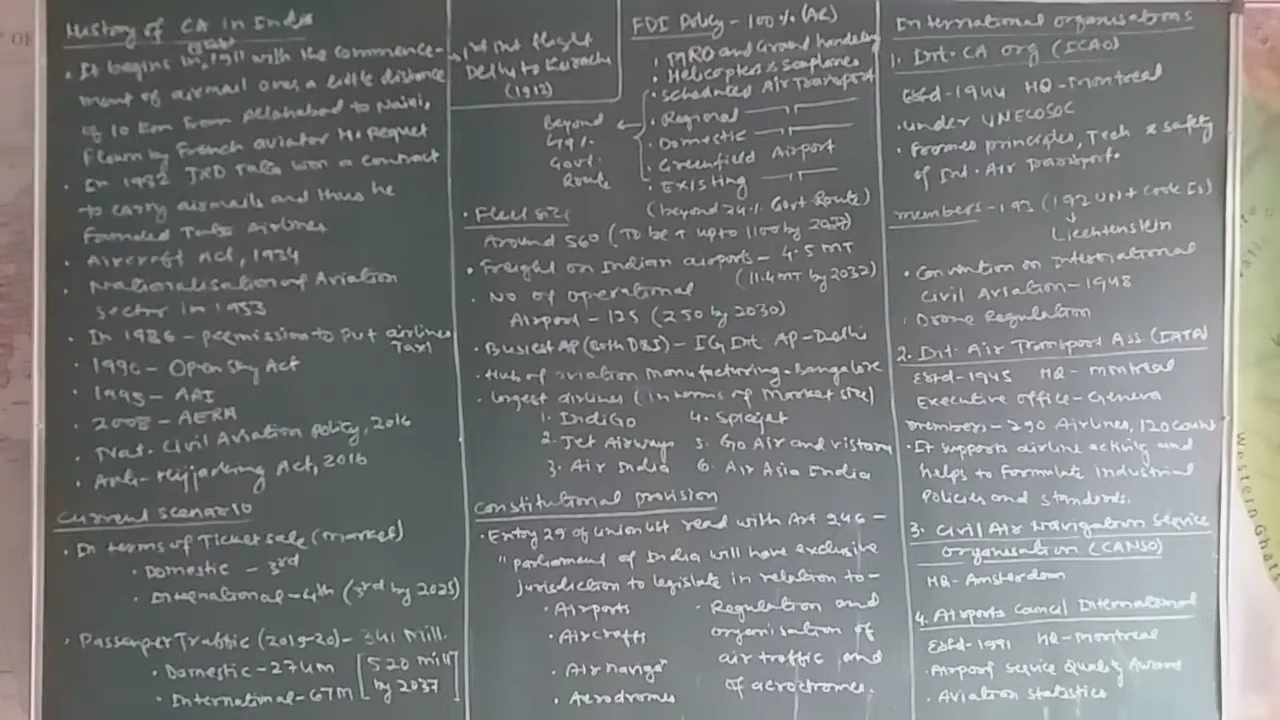 History of CA in India
• It begins in 1911 with the commence-
ment of airmail over a little distance
of 10 km from Allahabad to Naini,
flown by French aviator
• In 1932 JRD Tata won a contract
to carry airmails and thus he
founded Tata Airlines
• Aircraft Act, 1934
• Nationalisation of Aviation
sector in 1953
• In 1986 - permission to Pvt airlines
Taxi
• 1990 - Open sky Act
• 1995 - AAI
• 2008 - AERA
• Nat. Civil Aviation policy, 2016
• Anti-Hijjacking Act, 2016
Current scenario
• In terms of Ticket sale (market)
• Domestic - 3rd
• International - 4th (3rd by 2025)
• Passenger Traffic (2019-20) - 341 Mill.
• Domestic - 274M
• International - 67M
[520 mill
by 2037]
1st Int flight
Delhi to Karachi
(1912)
FDI Policy - 100% (AR)
• MRO and Ground handeling
• Helicopters & seaplanes
• Scheduled Air Transport
• Regional — " —
• Domestic — " —
• Greenfield Airport
• Existing — " —
(beyond 74% Govt Route)
Beyond
49%
Govt.
Route
• Fleet size
Around 560 (To be ↑ upto 1100 by 2027)
• Freight on Indian airports - 4.5 MT
(11.4 MT by 2032)
• No of operational
Airport - 125 (250 by 2030)
• Busiest AP (both D&I) - IG Int. AP - Delhi
• Hub of aviation manufacturing - Bangalore
• Largest airlines (in terms of market size)
1. IndiGo 4. Spicejet
2. Jet Airways 5. Go Air and vistara
3. Air India 6. Air Asia India
Constitutional provision
• Entry 29 of union list read with Art 246 -
"parliament of India will have exclusive
jurisdiction to legislate in relation to -
• Airports
• Aircrafts
• Air navign
• Aerodromes
• Regulation and
organisation of
air traffic and
of aerodromes.
International organisations
1. Int. CA org (ICAO)
Estd - 1944 HQ - Montreal
• under UNECOSOC
• Formes principles, Tech & safety
of Int. Air Transport.
members - 193 (192 UN + Cook Is)
↓
Liechtenstein
• Convention on International
Civil Aviation - 1948
• Drone Regulation
2. Int. Air Transport Ass. (IATA)
Estd - 1945 HQ - Montreal
Executive office - Geneva
members - 290 Airlines, 120 count
• It supports airline activity and
helps to formulate industrial
policies and standards.
3. Civil Air Navigation Service
organisation (CANSO)
HQ - Amsterdam
4. Airports Council International
Estd - 1991 HQ - Montreal
• Airport Service Quality Award
• Aviation statistics
Western Ghats